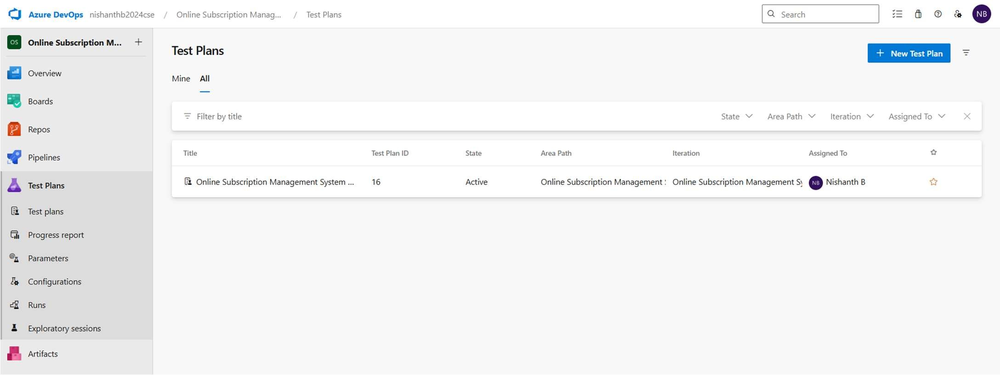 Azure DevOps nishanthb2024cse / Online Subscription Manag... / Test Plans
Search
NB
OS Online Subscription M... +
Overview
Boards
Repos
Pipelines
Test Plans
Test plans
Progress report
Parameters
Configurations
Runs
Exploratory sessions
Artifacts
Test Plans
+ New Test Plan
Mine All
Filter by title State Area Path Iteration Assigned To
Title Test Plan ID State Area Path Iteration Assigned To
Online Subscription Management System ... 16 Active Online Subscription Management Online Subscription Management Sy NB Nishanth B